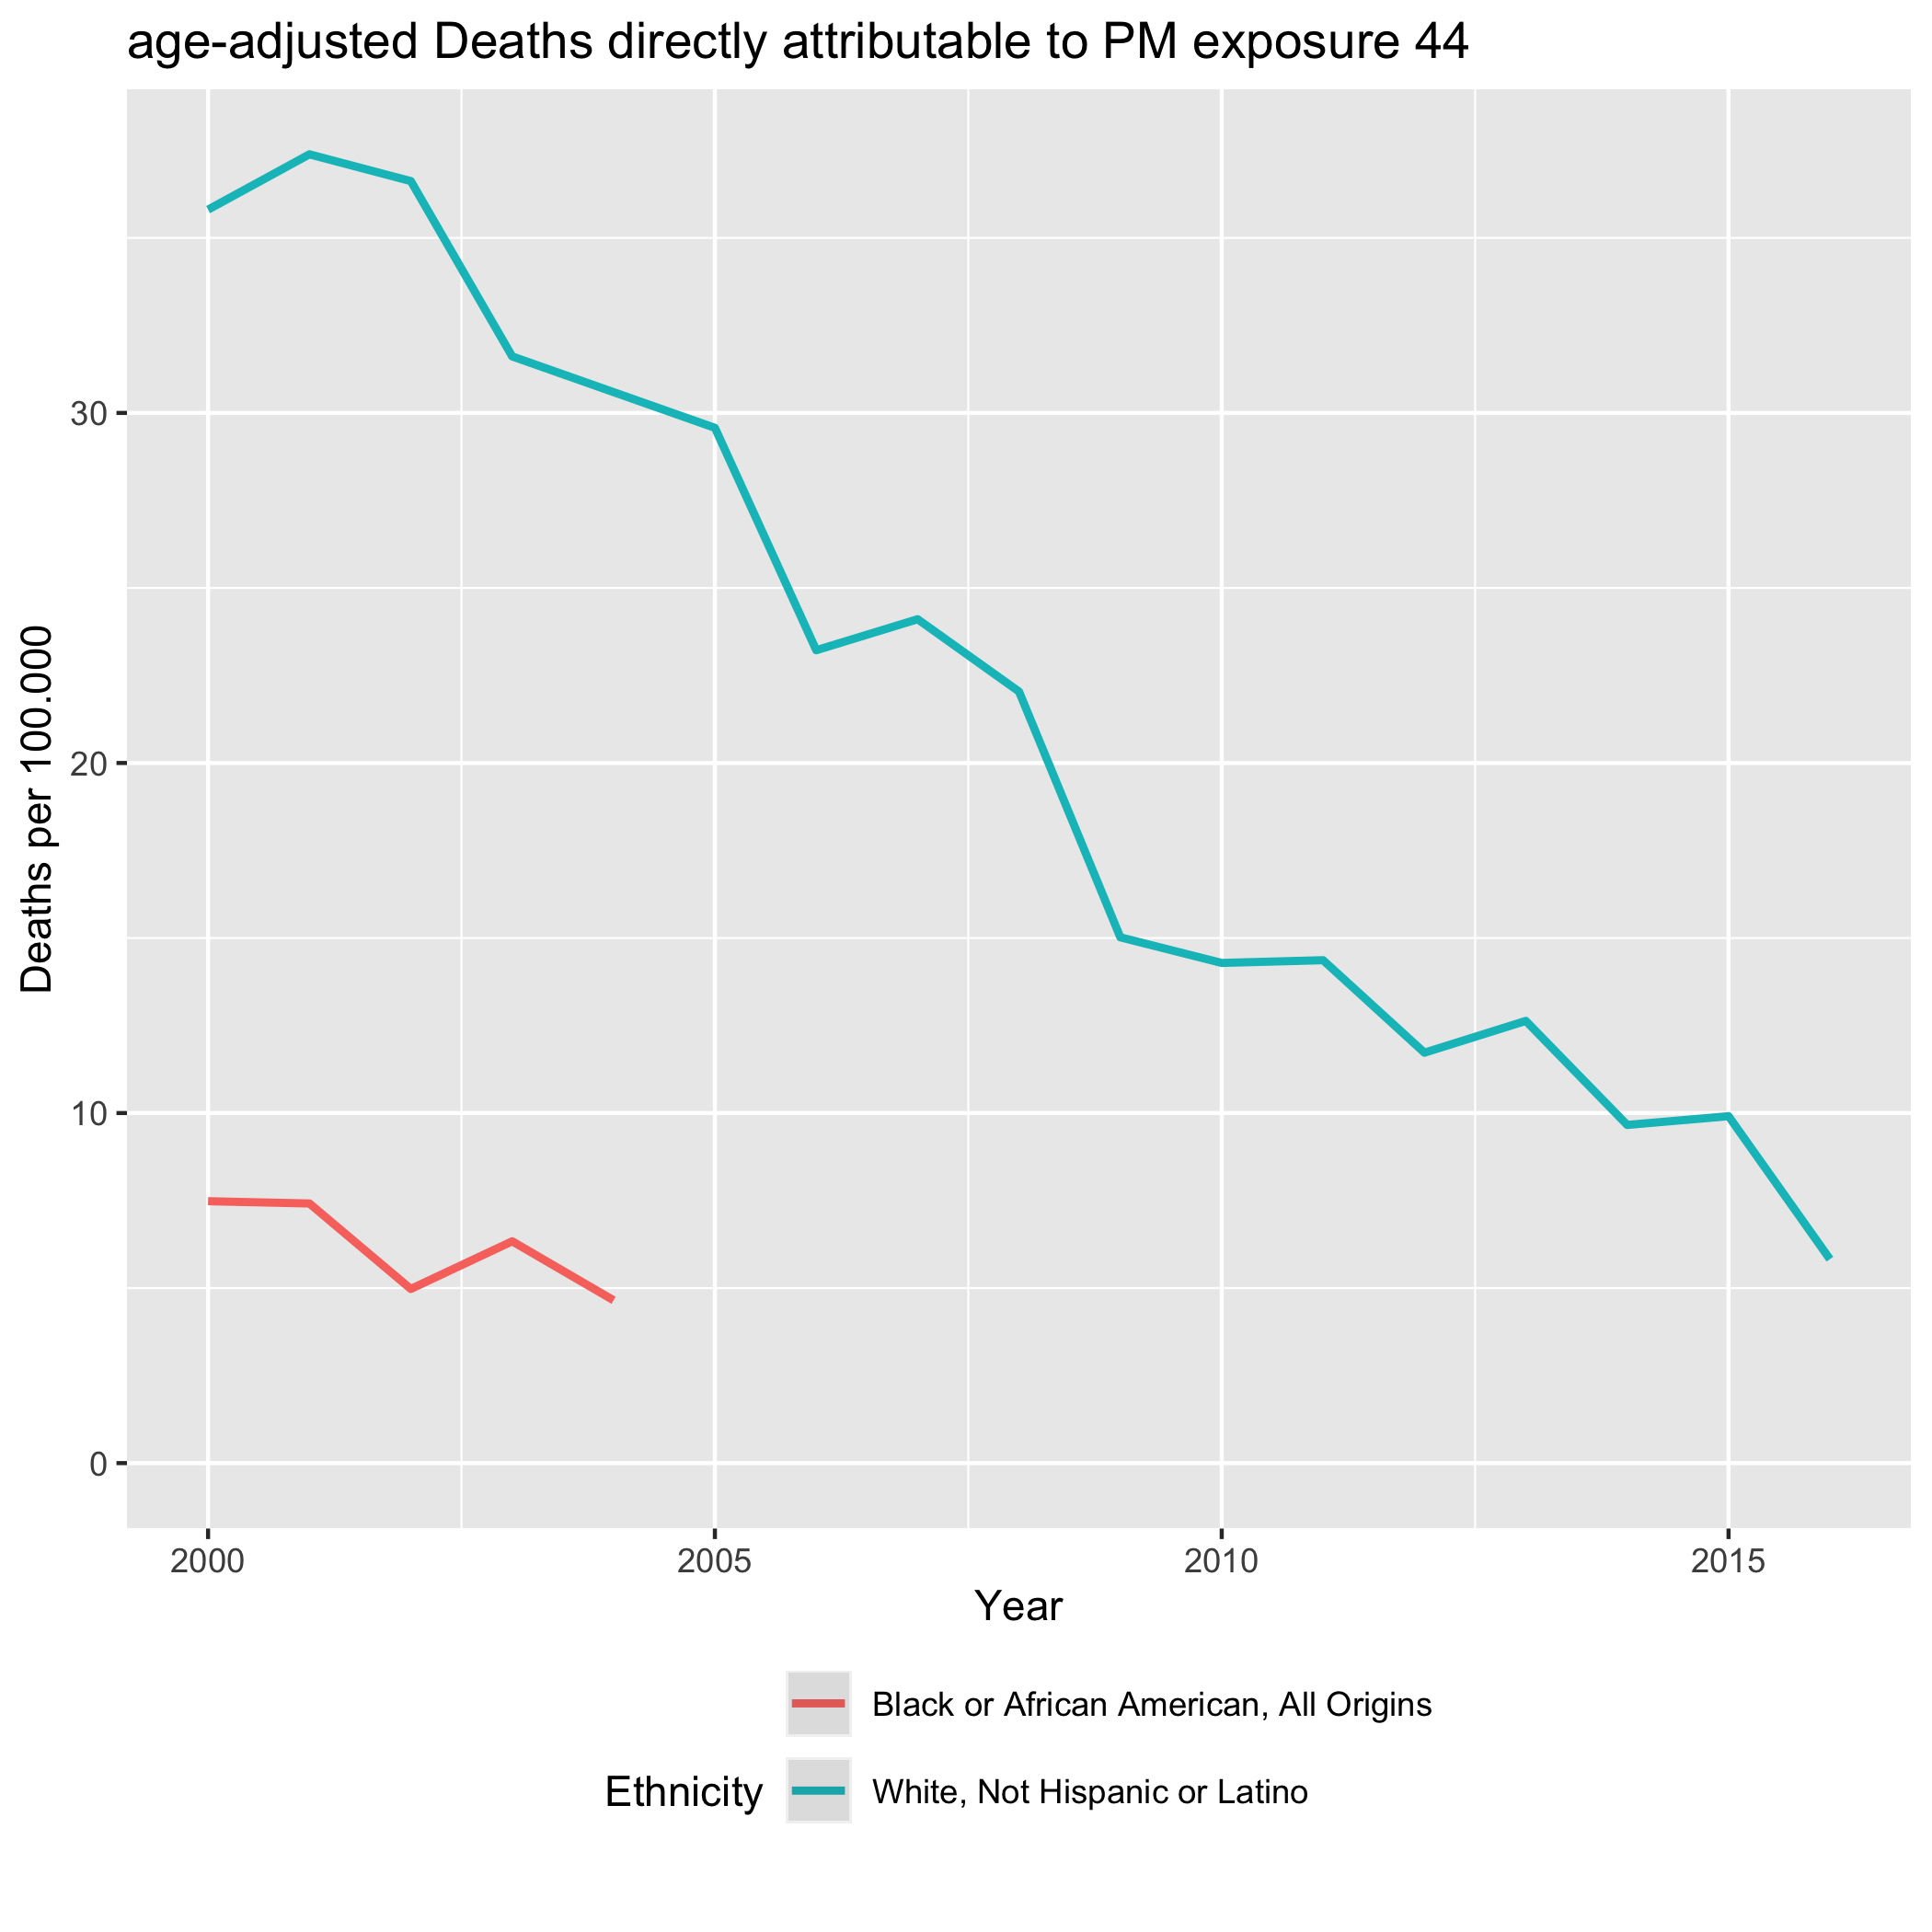 age-adjusted Deaths directly attributable to PM exposure 44
Deaths per 100.000
30
20
10
0
2000 2005 2010 2015
Year
Ethnicity
Black or African American, All Origins
White, Not Hispanic or Latino